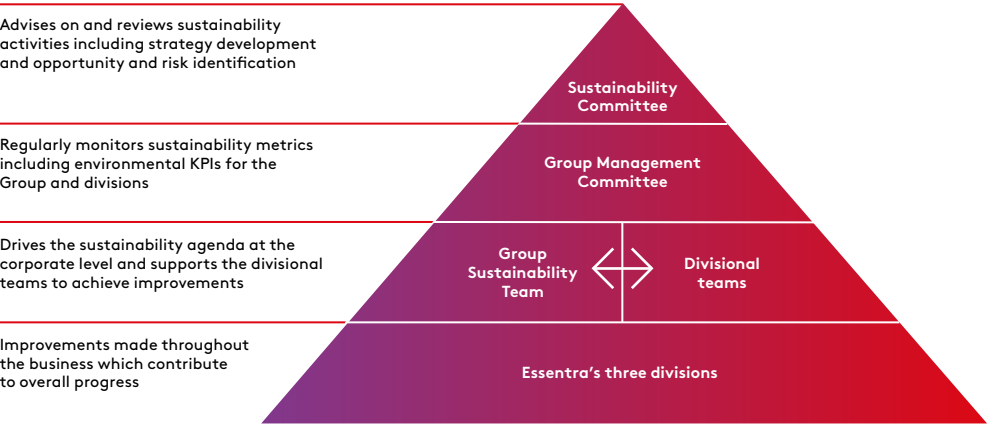 Advises on and reviews sustainability
activities including strategy development
and opportunity and risk identification
Sustainability
Committee
Regularly monitors sustainability metrics
including environmental KPIs for the
Group and divisions
Group Management
Committee
Drives the sustainability agenda at the
corporate level and supports the divisional
teams to achieve improvements
Group
Sustainability
Team
Divisional
teams
Improvements made throughout
the business which contribute
to overall progress
Essentra’s three divisions